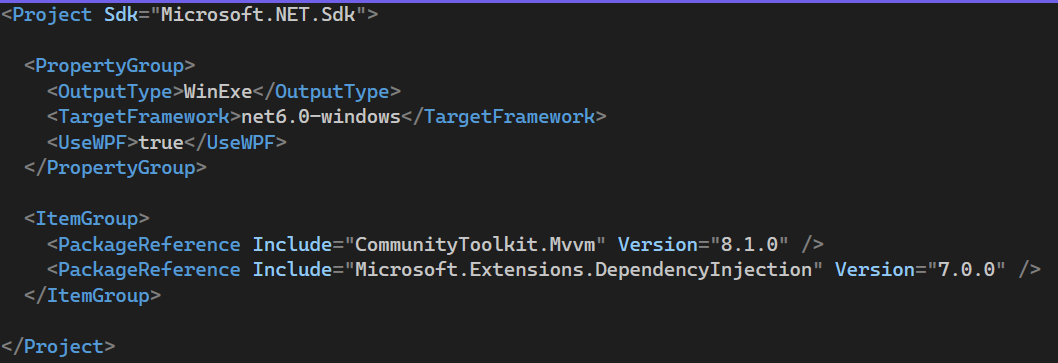 <Project Sdk="Microsoft.NET.Sdk">
<PropertyGroup>
<OutputType>WinExe</OutputType>
<TargetFramework>net6.0-windows</TargetFramework>
<UseWPF>true</UseWPF>
</PropertyGroup>
<ItemGroup>
<PackageReference Include="CommunityToolkit.Mvvm" Version="8.1.0" />
<PackageReference Include="Microsoft.Extensions.DependencyInjection" Version="7.0.0" />
</ItemGroup>
</Project>